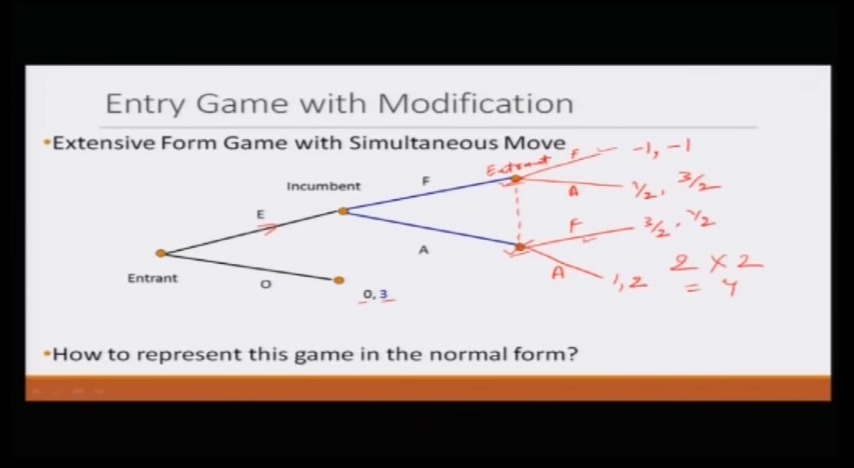 Entry Game with Modification
•Extensive Form Game with Simultaneous Move
Entrant F -1, -1
Incumbent F A 1/2, 3/2
E F 3/2, 1/2
A A 1, 2 2 X 2
Entrant O 0, 3 = 4
•How to represent this game in the normal form?